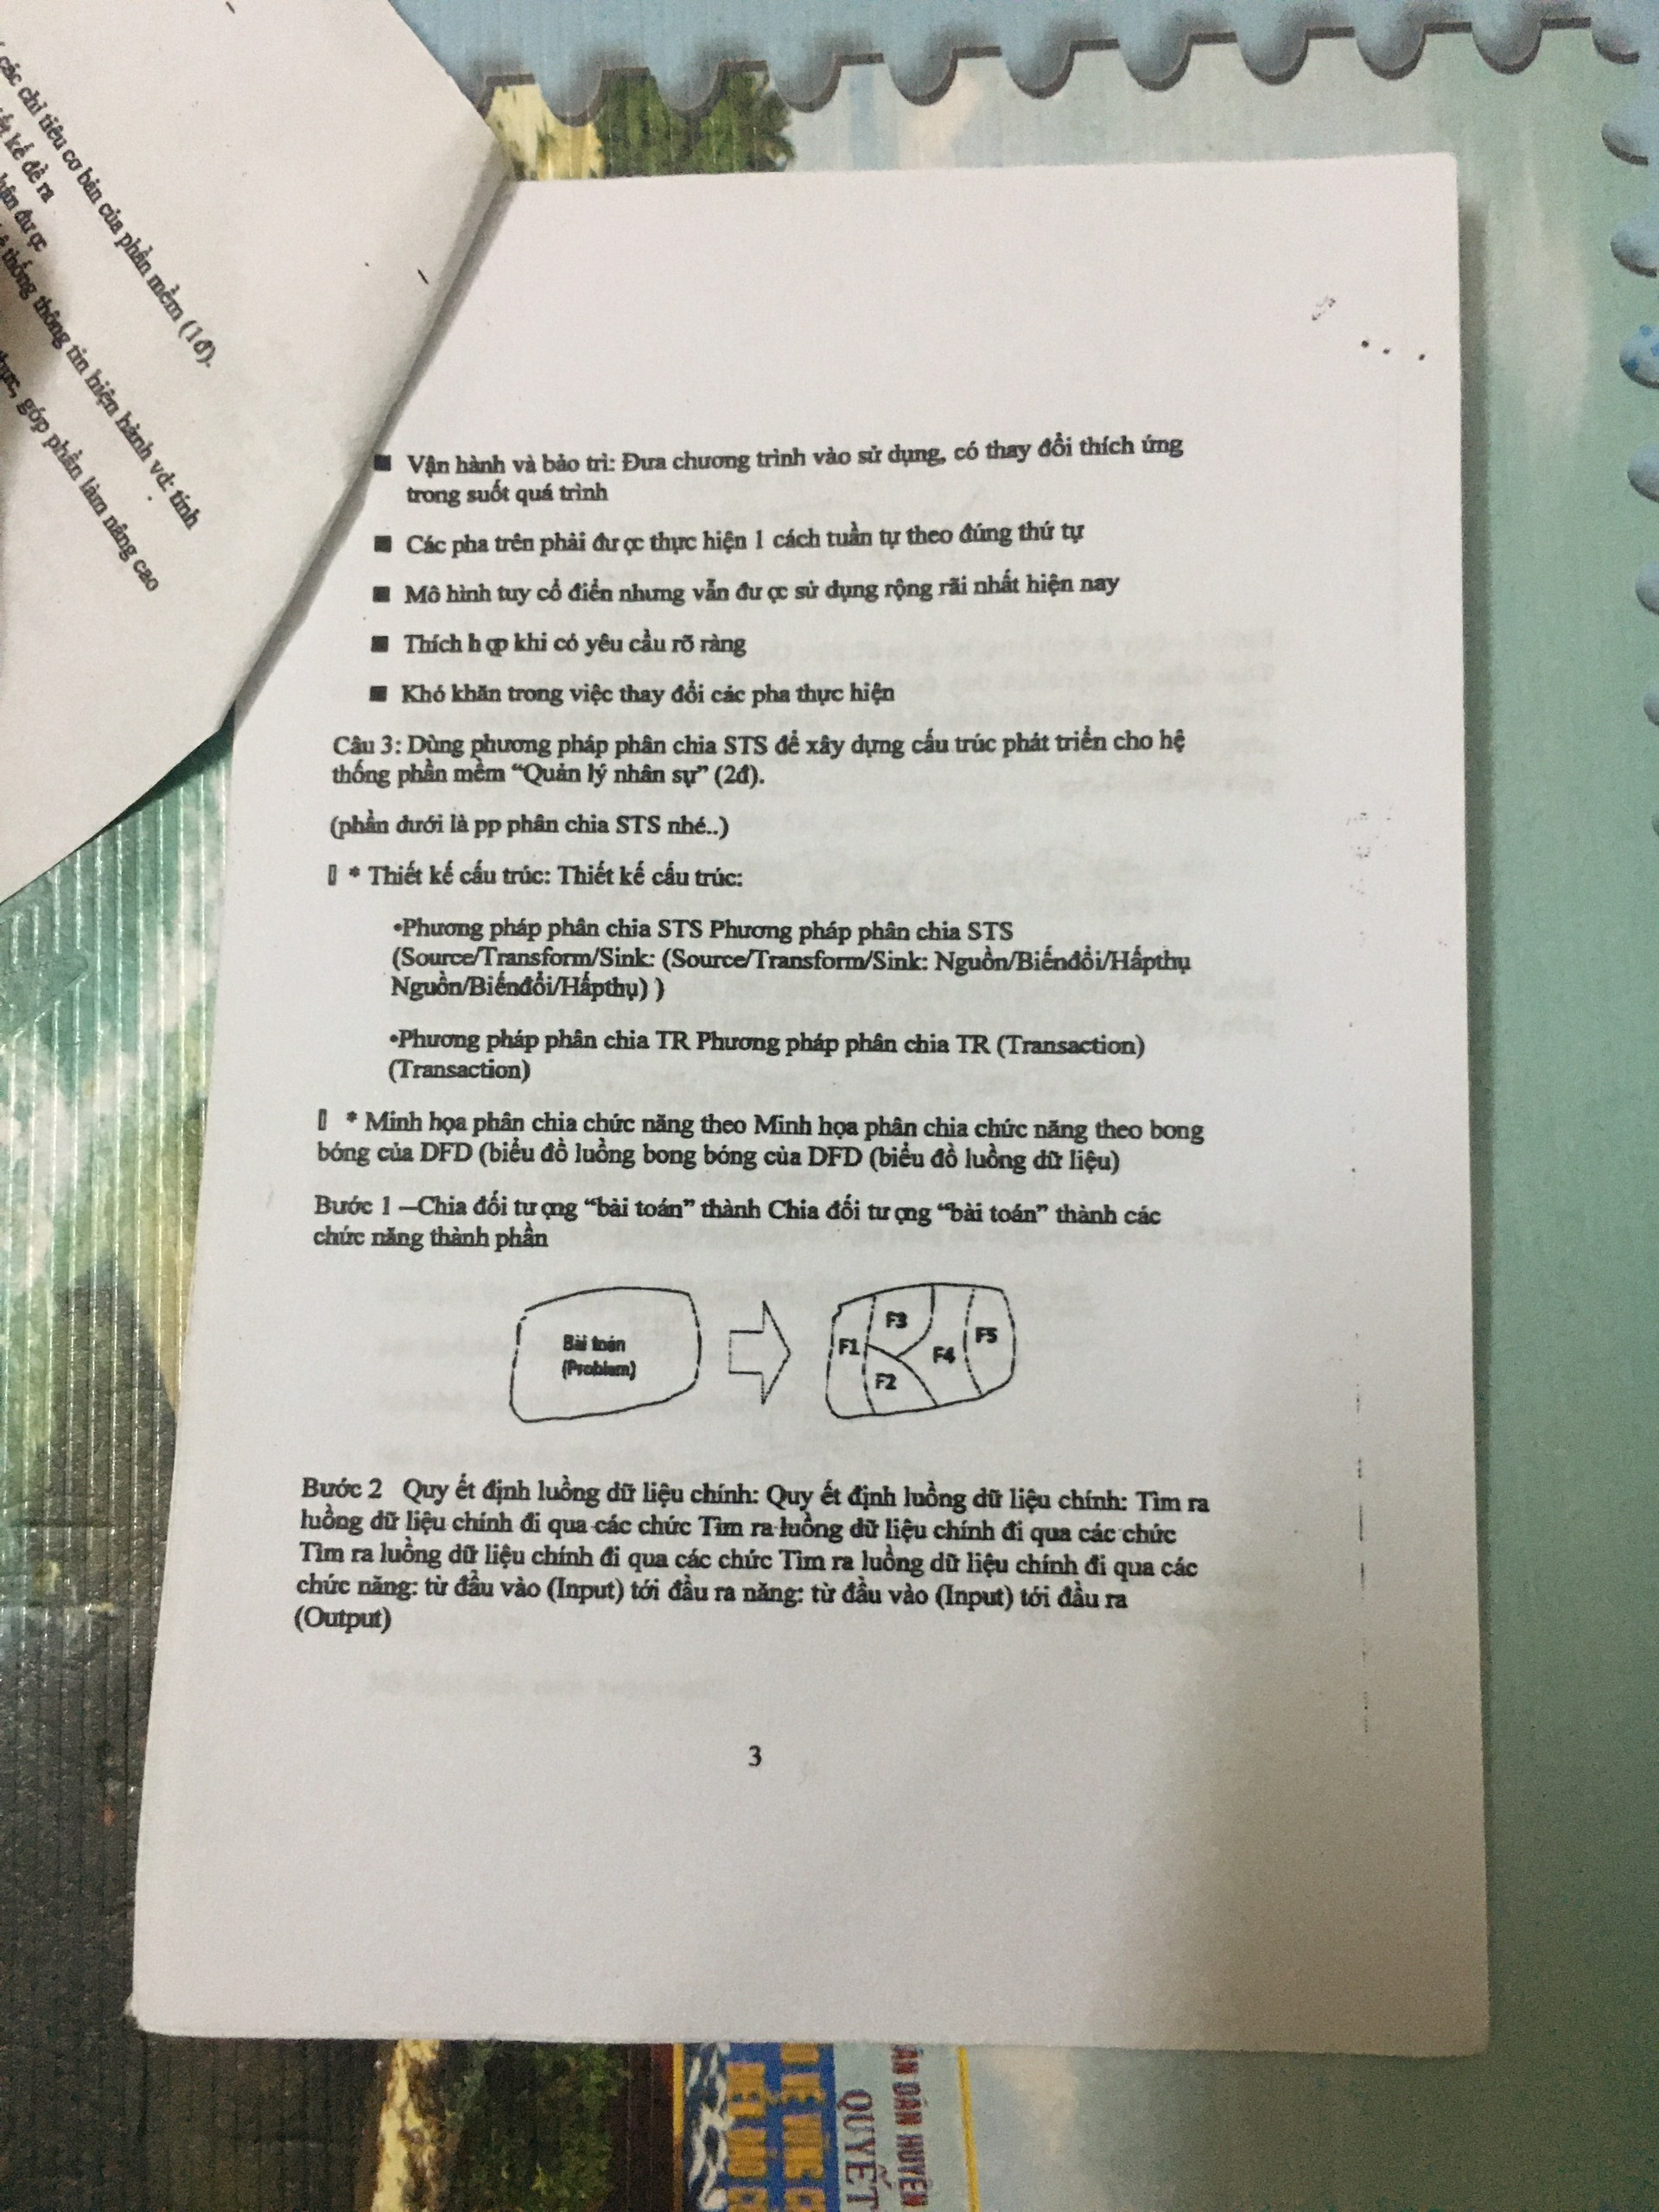 các chỉ tiêu cơ bản của phần mềm (1đ).
kế đề ra
được
thống thông tin hiện hành vd: tính
góp phần làm nâng cao
■ Vận hành và bảo trì: Đưa chương trình vào sử dụng, có thay đổi thích ứng
trong suốt quá trình
■ Các pha trên phải đư ợc thực hiện 1 cách tuần tự theo đúng thứ tự
■ Mô hình tuy cổ điển nhưng vẫn đư ợc sử dụng rộng rãi nhất hiện nay
■ Thích h ợp khi có yêu cầu rõ ràng
■ Khó khăn trong việc thay đổi các pha thực hiện
Câu 3: Dùng phương pháp phân chia STS để xây dựng cấu trúc phát triển cho hệ
thống phần mềm “Quản lý nhân sự” (2đ).
(phần dưới là pp phân chia STS nhé..)
▯ * Thiết kế cấu trúc: Thiết kế cấu trúc:
•Phương pháp phân chia STS Phương pháp phân chia STS
(Source/Transform/Sink: (Source/Transform/Sink: Nguồn/Biếnđổi/Hấpthụ
Nguồn/Biếnđổi/Hấpthụ) )
•Phương pháp phân chia TR Phương pháp phân chia TR (Transaction)
(Transaction)
▯ * Minh họa phân chia chức năng theo Minh họa phân chia chức năng theo bong
bóng của DFD (biểu đồ luồng bong bóng của DFD (biểu đồ luồng dữ liệu)
Bước 1 –Chia đối tư ợng “bài toán” thành Chia đối tư ợng “bài toán” thành các
chức năng thành phần
Bài toán
(Problem)
F1
F3
F2
F4
F5
Bước 2 Quy ết định luồng dữ liệu chính: Quy ết định luồng dữ liệu chính: Tìm ra
luồng dữ liệu chính đi qua các chức Tìm ra luồng dữ liệu chính đi qua các chức
Tìm ra luồng dữ liệu chính đi qua các chức Tìm ra luồng dữ liệu chính đi qua các
chức năng: từ đầu vào (Input) tới đầu ra năng: từ đầu vào (Input) tới đầu ra
(Output)
3
ÂN DÂN HUYỆN
QUYẾT